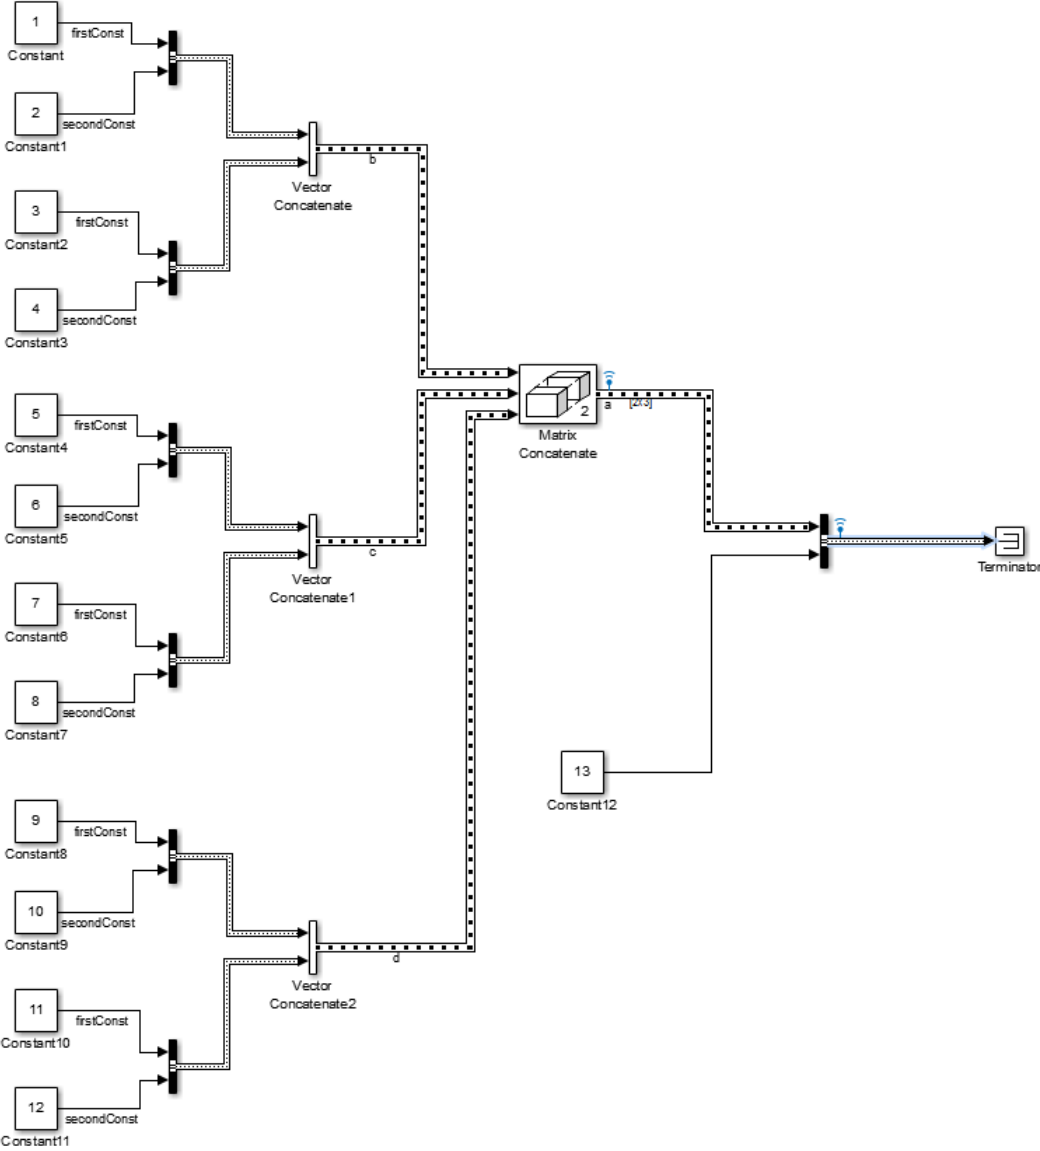 1
firstConst
Constant
2
secondConst
Constant1
b
Vector
Concatenate
3
firstConst
Constant2
4
secondConst
Constant3
2
a
[2x3]
Matrix
Concatenate
5
firstConst
Constant4
6
secondConst
Constant5
c
Vector
Concatenate1
Terminator
7
firstConst
Constant6
8
secondConst
Constant7
13
Constant12
9
firstConst
Constant8
10
secondConst
Constant9
d
Vector
Concatenate2
11
firstConst
Constant10
12
secondConst
Constant11